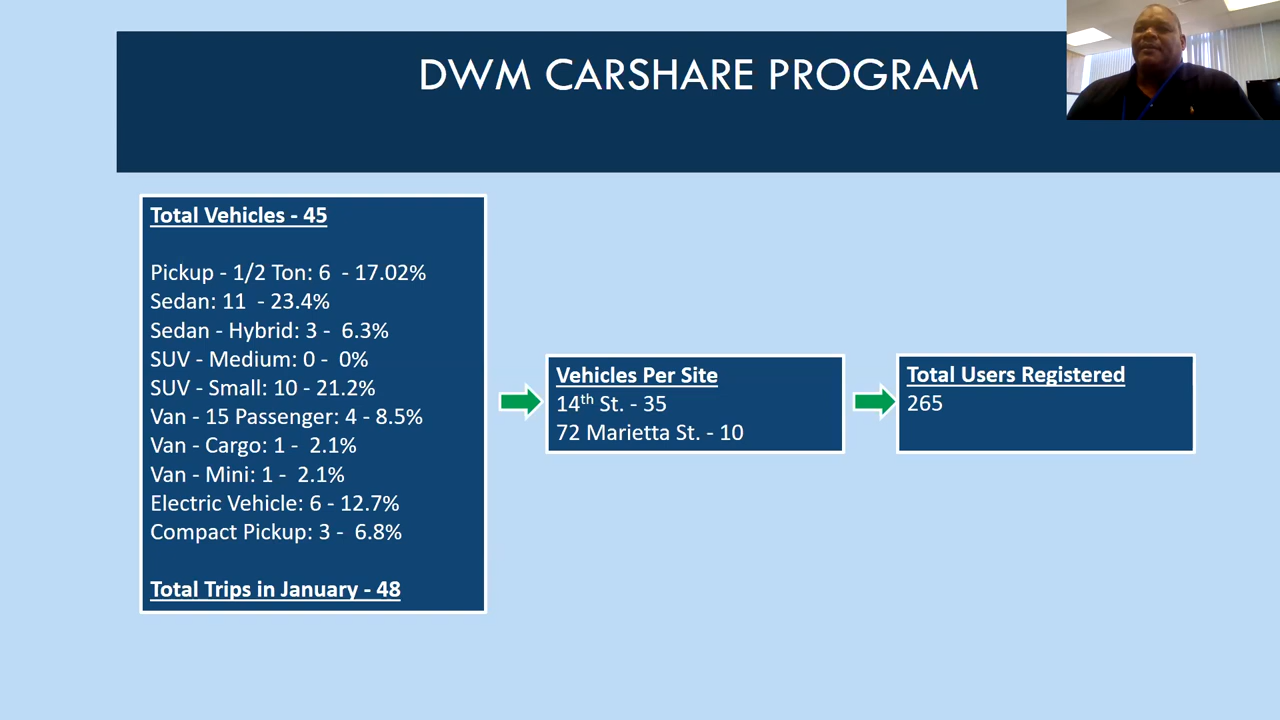 DWM CARSHARE PROGRAM
Total Vehicles - 45
Pickup - 1/2 Ton: 6 - 17.02%
Sedan: 11 - 23.4%
Sedan - Hybrid: 3 - 6.3%
SUV - Medium: 0 - 0%
SUV - Small: 10 - 21.2%
Van - 15 Passenger: 4 - 8.5%
Van - Cargo: 1 - 2.1%
Van - Mini: 1 - 2.1%
Electric Vehicle: 6 - 12.7%
Compact Pickup: 3 - 6.8%
Total Trips in January - 48
Vehicles Per Site
14th St. - 35
72 Marietta St. - 10
Total Users Registered
265